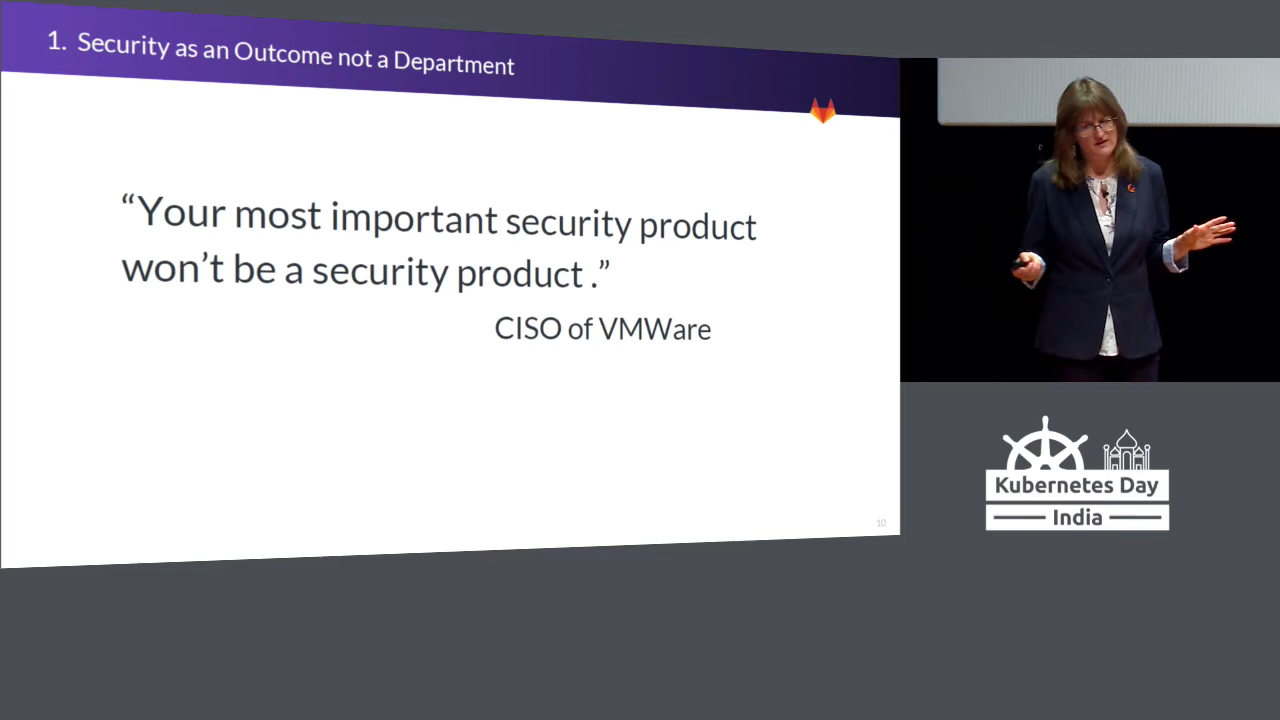 1. Security as an Outcome not a Department
“Your most important security product
won’t be a security product .”
CISO of VMWare
10
Kubernetes Day
India